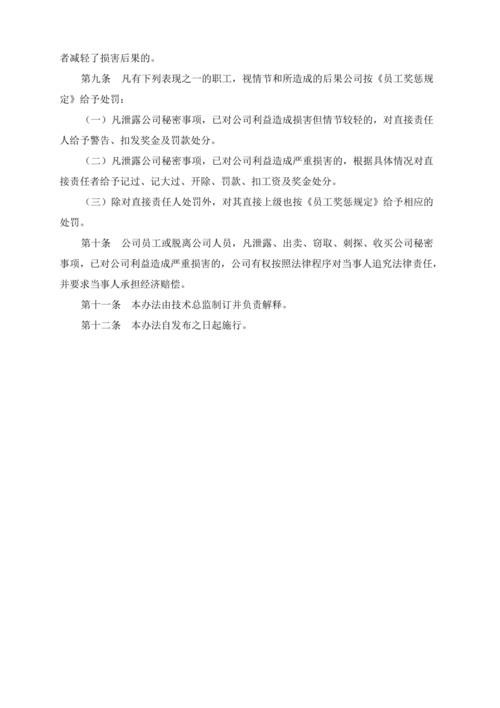 者减轻了损害后果的。
第九条　凡有下列表现之一的职工，视情节和所造成的后果公司按《员工奖惩规
定》给予处罚：
（一）凡泄露公司秘密事项，已对公司利益造成损害但情节较轻的，对直接责任
人给予警告、扣发奖金及罚款处分。
（二）凡泄露公司秘密事项，已对公司利益造成严重损害的，根据具体情况对直
接责任者给予记过、记大过、开除、罚款、扣工资及奖金处分。
（三）除对直接责任人处罚外，对其直接上级也按《员工奖惩规定》给予相应的
处罚。
第十条　公司员工或脱离公司人员，凡泄露、出卖、窃取、刺探、收买公司秘密
事项，已对公司利益造成严重损害的，公司有权按照法律程序对当事人追究法律责任，
并要求当事人承担经济赔偿。
第十一条　本办法由技术总监制订并负责解释。
第十二条　本办法自发布之日起施行。